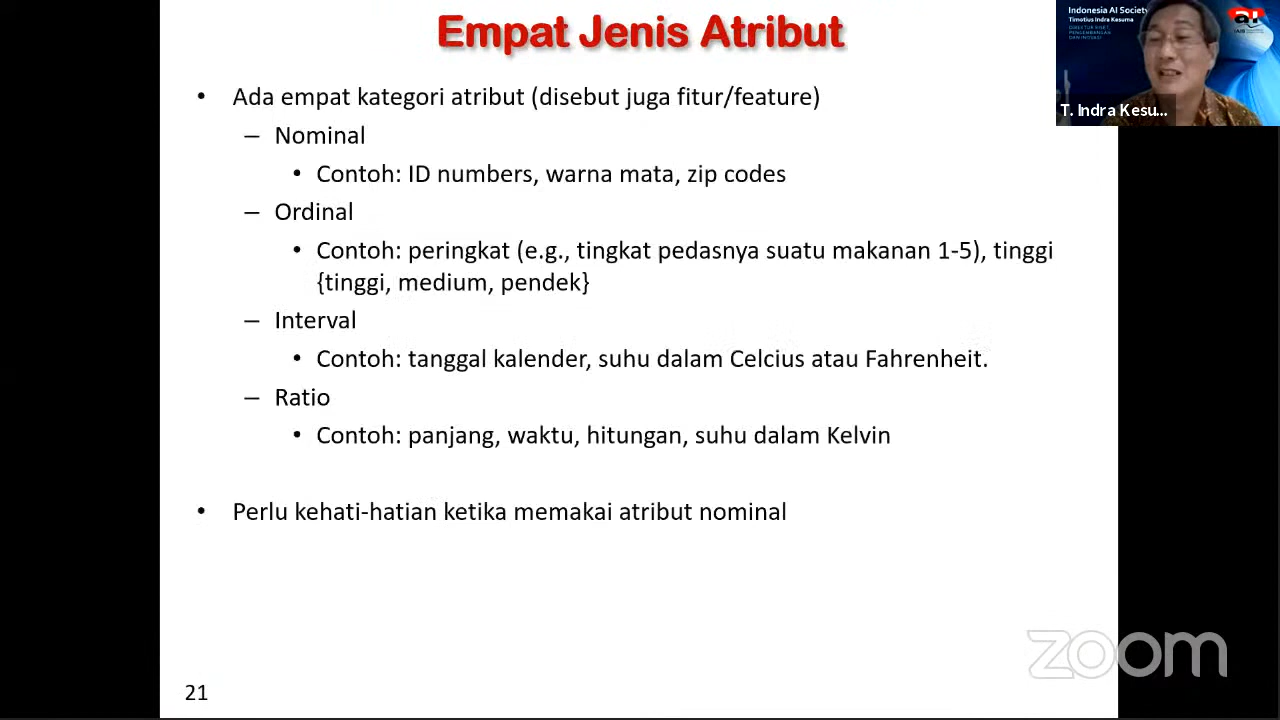 Empat Jenis Atribut
• Ada empat kategori atribut (disebut juga fitur/feature)
– Nominal
• Contoh: ID numbers, warna mata, zip codes
– Ordinal
• Contoh: peringkat (e.g., tingkat pedasnya suatu makanan 1-5), tinggi
{tinggi, medium, pendek}
– Interval
• Contoh: tanggal kalender, suhu dalam Celcius atau Fahrenheit.
– Ratio
• Contoh: panjang, waktu, hitungan, suhu dalam Kelvin
• Perlu kehati-hatian ketika memakai atribut nominal
21
Indonesia AI Society
Timotius Indra Kesuma
DIREKTUR RISET,
PENGEMBANGAN
DAN INOVASI
ai
IAIS
T. Indra Kesu...
zoom